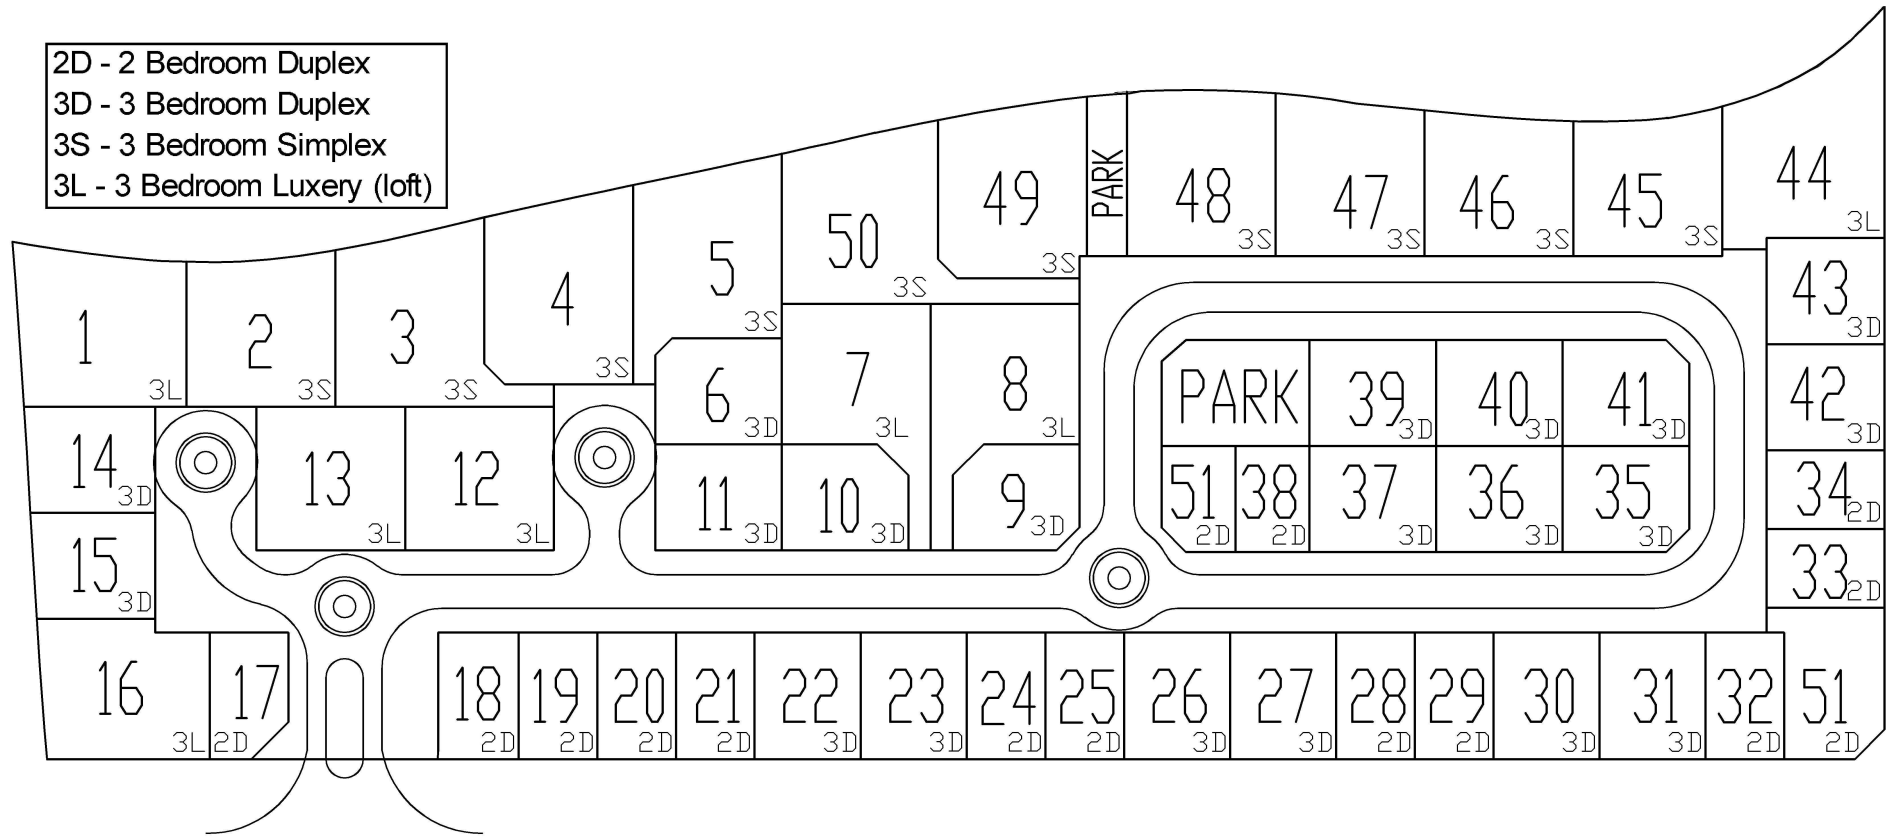 2D - 2 Bedroom Duplex
3D - 3 Bedroom Duplex
3S - 3 Bedroom Simplex
3L - 3 Bedroom Luxery (loft)
44
3L
49
3S
PARK
48
3S
47
3S
46
3S
45
3S
50
3S
5
3S
4
3S
1
3L
2
3S
3
3S
43
3D
6
3D
7
3L
8
3L
PARK
39
3D
40
3D
41
3D
42
3D
14
3D
13
3L
12
3L
11
3D
10
3D
9
3D
51
2D
38
2D
37
3D
36
3D
35
3D
34
2D
15
3D
33
2D
16
3L
17
2D
18
2D
19
2D
20
2D
21
2D
22
3D
23
3D
24
2D
25
2D
26
3D
27
3D
28
2D
29
2D
30
3D
31
3D
32
2D
51
2D